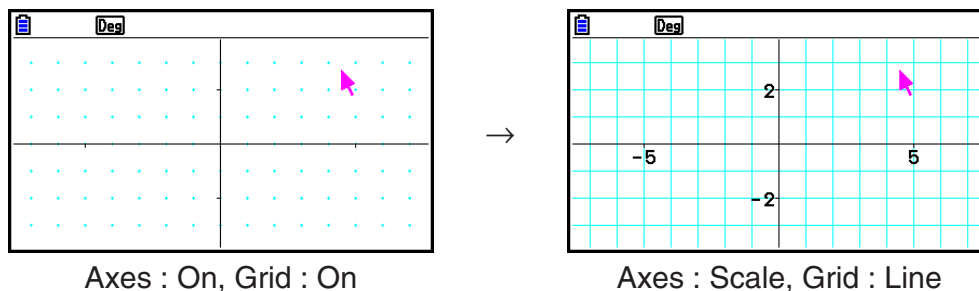 Deg
Deg
2
-5
5
-2
→
Axes : On, Grid : On
Axes : Scale, Grid : Line